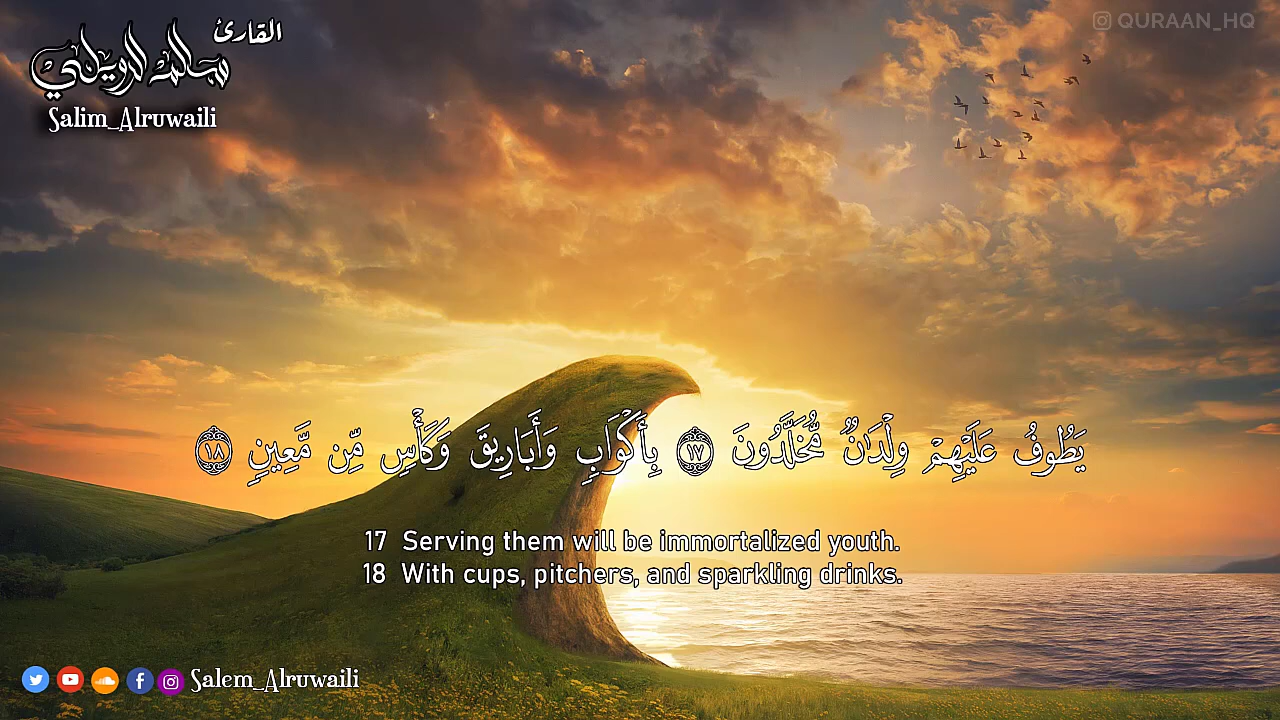 القارئ
سالم الرويلي
Salim_Alruwaili
QURAAN_HQ
يَطُوفُ عَلَيْهِمْ وِلْدَٰنٌ مُّخَلَّدُونَ ١٧ بِأَكْوَابٍ وَأَبَارِيقَ وَكَأْسٍ مِّن مَّعِينٍ ١٨
17 Serving them will be immortalized youth.
18 With cups, pitchers, and sparkling drinks.
Salem_Alruwaili